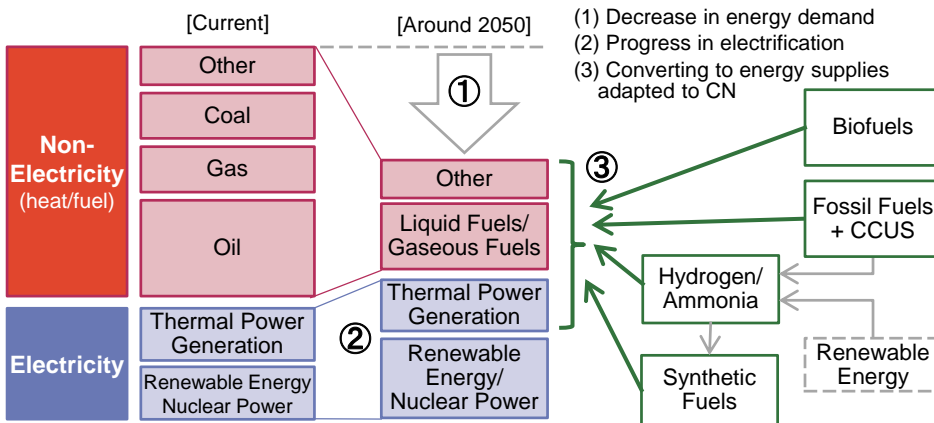 [Current]
[Around 2050]
(1) Decrease in energy demand
(2) Progress in electrification
(3) Converting to energy supplies
adapted to CN
Non-
Electricity
(heat/fuel)
Other
Coal
Gas
Oil
Electricity
Thermal Power
Generation
Renewable Energy
Nuclear Power
①
Other
Liquid Fuels/
Gaseous Fuels
Thermal Power
Generation
Renewable
Energy/
Nuclear Power
②
③
Biofuels
Fossil Fuels
+ CCUS
Hydrogen/
Ammonia
Renewable
Energy
Synthetic
Fuels